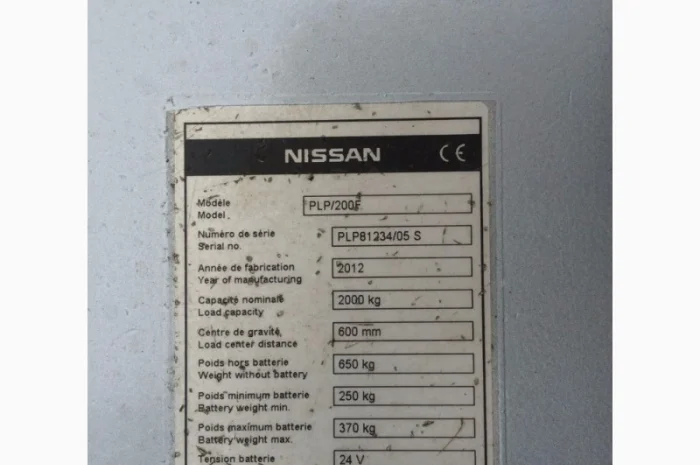 NISSAN CE
Modèle PLP/200F
Model
Numéro de série PLP81234/05 S
Serial no.
Année de fabrication 2012
Year of manufacturing
Capacité nominale 2000 kg
Load capacity
Centre de gravité 600 mm
Load center distance
Poids hors batterie 650 kg
Weight without battery
Poids minimum batterie 250 kg
Battery weight min.
Poids maximum batterie 370 kg
Battery weight max.
Tension batterie 24 V